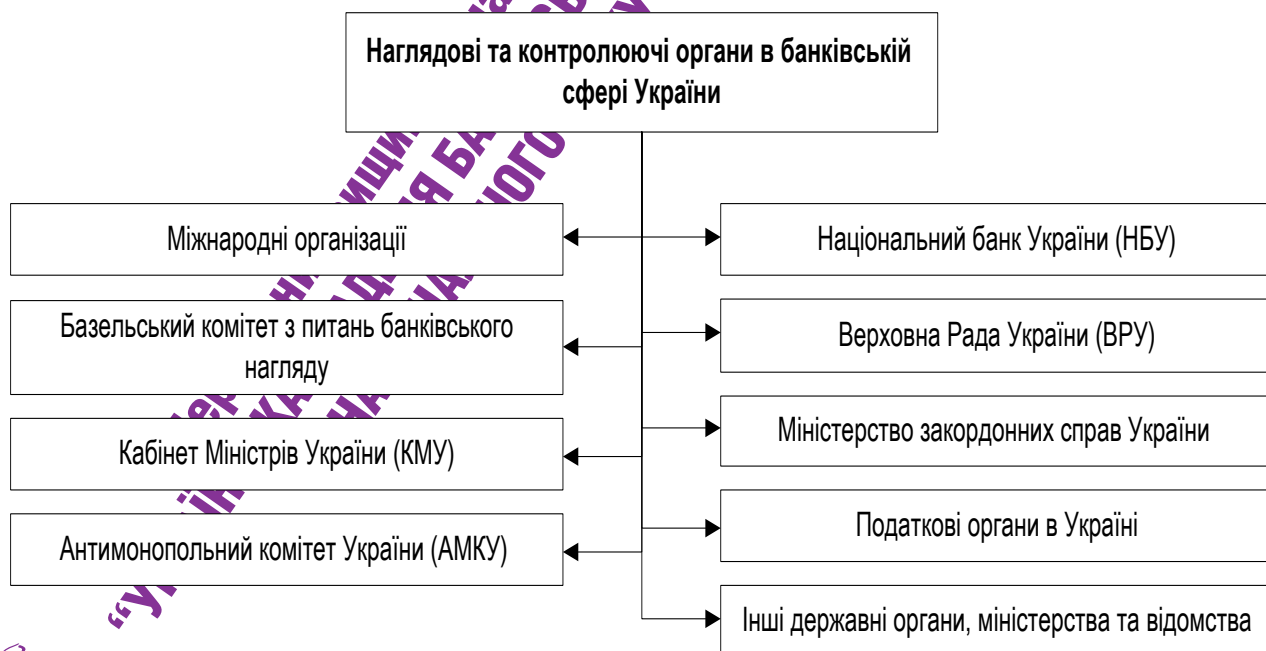 Наглядові та контролюючі органи в банківській
сфері України
Міжнародні організації
Національний банк України (НБУ)
Базельський комітет з питань банківського
нагляду
Верховна Рада України (ВРУ)
Кабінет Міністрів України (КМУ)
Міністерство закордонних справ України
Антимонопольний комітет України (АМКУ)
Податкові органи в Україні
Інші державні органи, міністерства та відомства